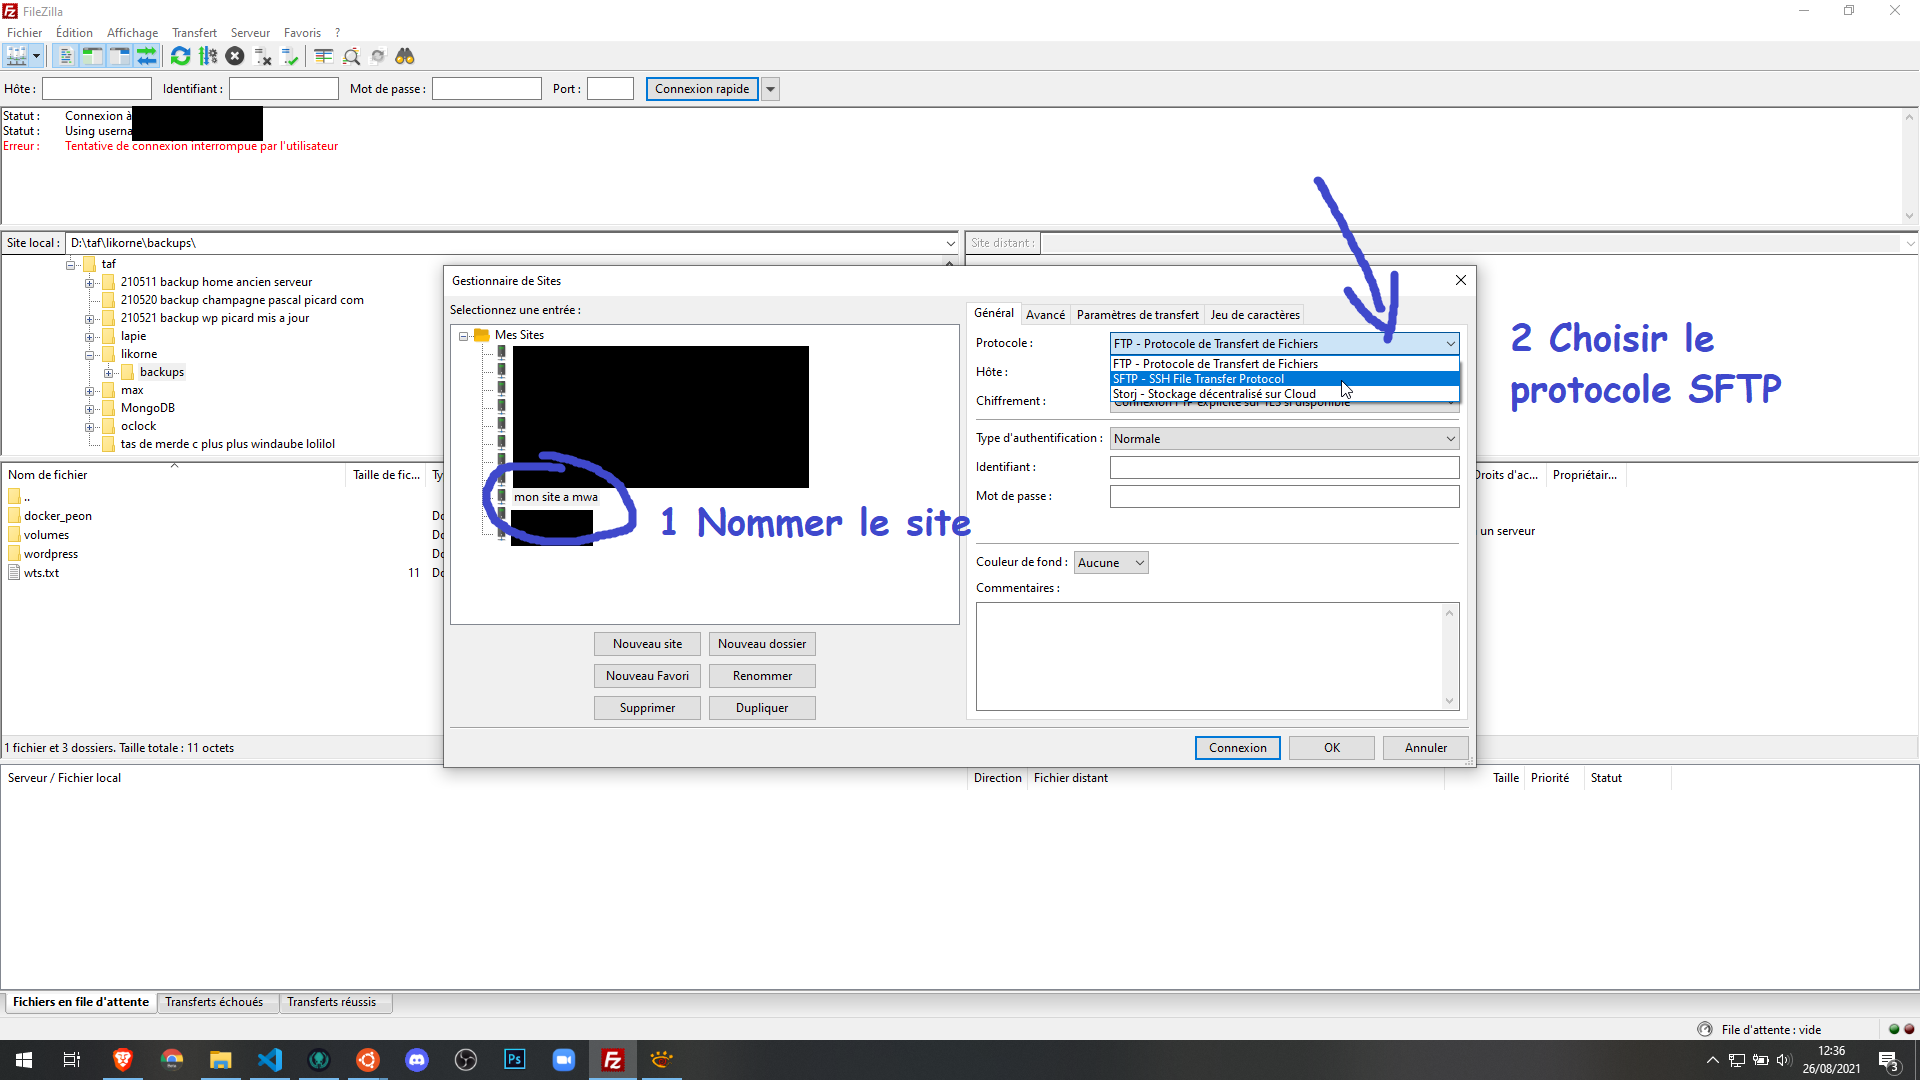 FileZilla
Fichier Édition Affichage Transfert Serveur Favoris ?
Hôte : Identifiant : Mot de passe : Port : Connexion rapide
Statut : Connexion à
Statut : Using userna
Erreur : Tentative de connexion interrompue par l'utilisateur
Site local : D:\taf\likorne\backups\
Site distant :
taf
210511 backup home ancien serveur
210520 backup champagne pascal picard com
210521 backup wp picard mis a jour
lapie
likorne
backups
max
MongoDB
oclock
tas de merde c plus plus windaube lolilol
Nom de fichier Taille de fic... Ty
..
docker_peon Do
volumes Do
wordpress Do
wts.txt 11 Do
1 fichier et 3 dossiers. Taille totale : 11 octets
Gestionnaire de Sites
Selectionnez une entrée :
Mes Sites
mon site a mwa
1 Nommer le site
Nouveau site Nouveau dossier
Nouveau Favori Renommer
Supprimer Dupliquer
Général Avancé Paramètres de transfert Jeu de caractères
Protocole : FTP - Protocole de Transfert de Fichiers
FTP - Protocole de Transfert de Fichiers
Hôte :
SFTP - SSH File Transfer Protocol
Storj - Stockage décentralisé sur Cloud
Chiffrement : Connexion FTP explicite sur TLS si disponible
Type d'authentification : Normale
Identifiant :
Mot de passe :
Couleur de fond : Aucune
Commentaires :
Connexion OK Annuler
2 Choisir le
protocole SFTP
Droits d'ac... Propriétair...
un serveur
Serveur / Fichier local Direction Fichier distant Taille Priorité Statut
Fichiers en file d'attente Transferts échoués Transferts réussis
File d'attente : vide
Ps
12:36
26/08/2021
3